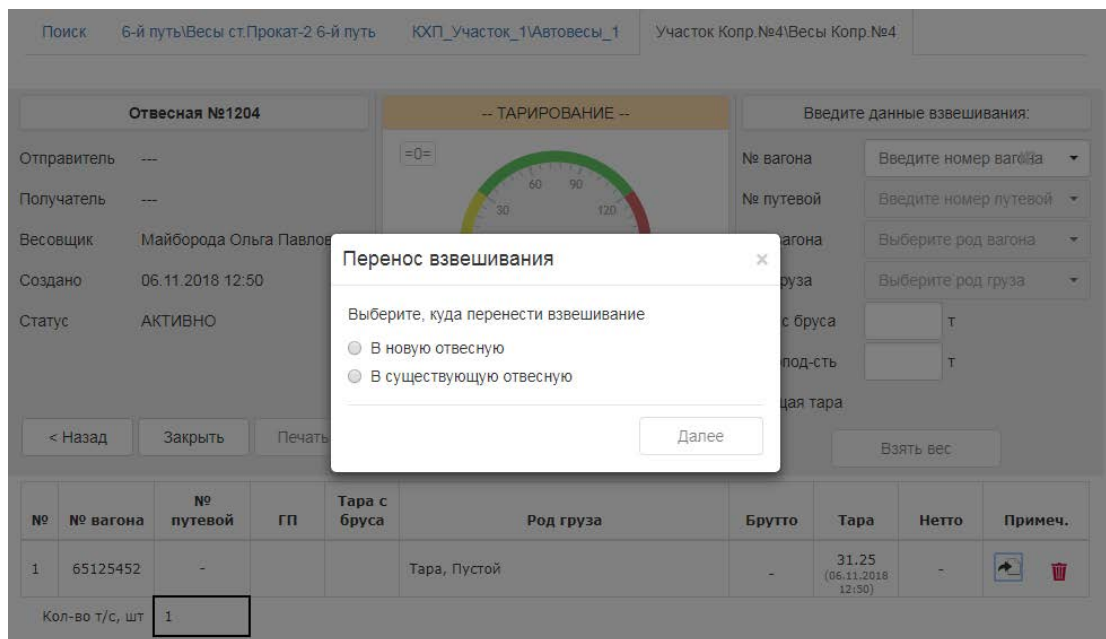 Поиск 6-й путь\Весы ст.Прокат-2 6-й путь КХП_Участок_1\Автовесы_1 Участок Копр.№4\Весы Копр.№4
Отвесная №1204 -- ТАРИРОВАНИЕ -- Введите данные взвешивания:
Отправитель --- =0= № вагона Введите номер вагона
60 90
Получатель --- 30 120 № путевой Введите номер путевой
Весовщик Майборода Ольга Павлов агона Выберите род вагона
Перенос взвешивания ×
Создано 06.11.2018 12:50 руза Выберите род груза
Статус АКТИВНО Выберите, куда перенести взвешивание с бруса т
В новую отвесную
под-сть т
В существующую отвесную
щая тара
< Назад Закрыть Печать Далее Взять вес
№ № вагона № путевой ГП Тара с бруса Род груза Брутто Тара Нетто Примеч.
1 65125452 - Тара, Пустой - 31.25 -
(06.11.2018
12:50)
Кол-во т/с, шт 1